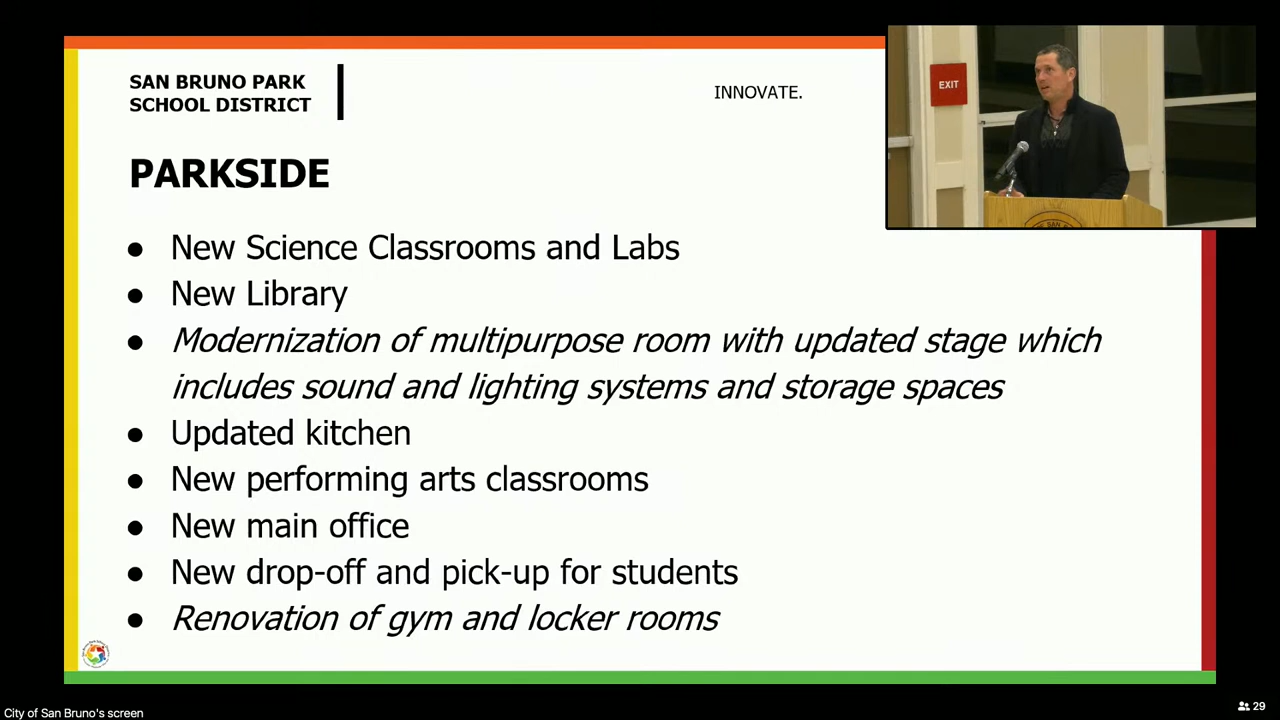 SAN BRUNO PARK
SCHOOL DISTRICT
INNOVATE.
EXIT
PARKSIDE
● New Science Classrooms and Labs
● New Library
● Modernization of multipurpose room with updated stage which
includes sound and lighting systems and storage spaces
● Updated kitchen
● New performing arts classrooms
● New main office
● New drop-off and pick-up for students
● Renovation of gym and locker rooms
City of San Bruno's screen
29